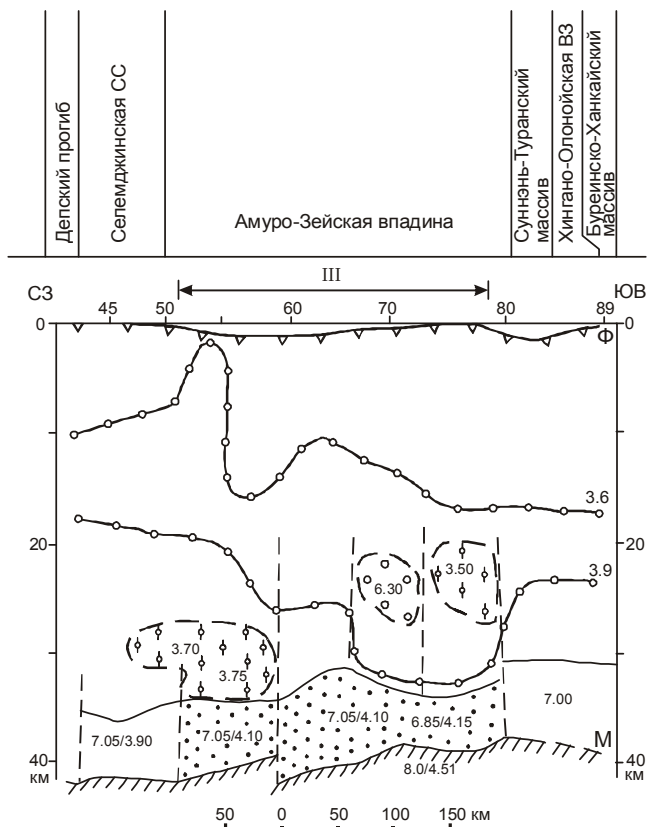 Депский прогиб
Селемджинская СС
Амуро-Зейская впадина
Суннэнь-Туранский
массив
Хингано-Олонойская ВЗ
Буреинско-Ханкайский
массив
III
СЗ
ЮВ
45 50 60 70 80 89
0 0
Ф
3.6
20 20
3.9
6.30
3.50
3.70
3.75
7.05/3.90
7.05/4.10
7.05/4.10
6.85/4.15
7.00
М
8.0/4.51
40 40
км км
50 0 50 100 150 км